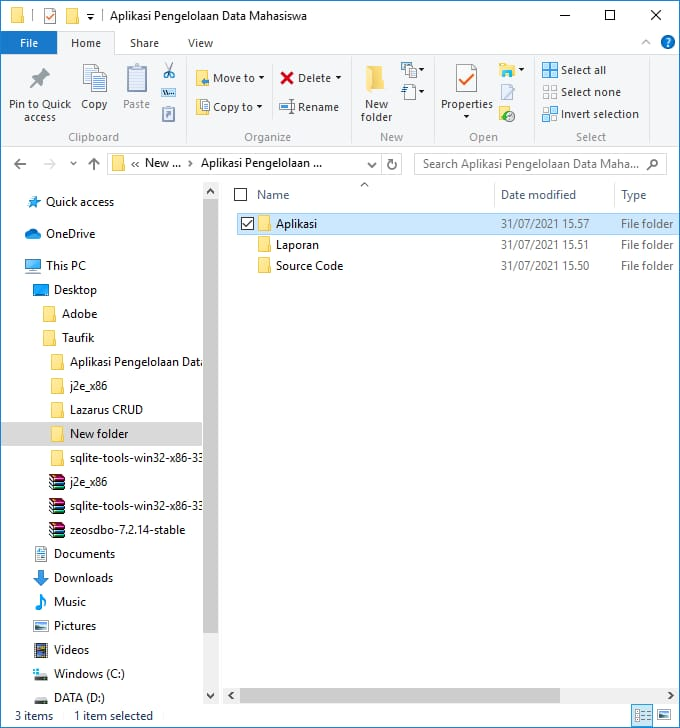 Aplikasi Pengelolaan Data Mahasiswa
File Home Share View
Pin to Quick access
Copy
Paste
Clipboard
Move to
Copy to
Delete
Rename
Organize
New folder
New
Properties
Open
Select all
Select none
Invert selection
Select
« New ... › Aplikasi Pengelolaan ...
Search Aplikasi Pengelolaan Data Maha...
Quick access
OneDrive
This PC
Desktop
Adobe
Taufik
Aplikasi Pengelolaan Data
j2e_x86
Lazarus CRUD
New folder
sqlite-tools-win32-x86-33
j2e_x86
sqlite-tools-win32-x86-33
zeosdbo-7.2.14-stable
Documents
Downloads
Music
Pictures
Videos
Windows (C:)
DATA (D:)
Name Date modified Type
Aplikasi 31/07/2021 15.57 File folder
Laporan 31/07/2021 15.51 File folder
Source Code 31/07/2021 15.50 File folder
3 items 1 item selected